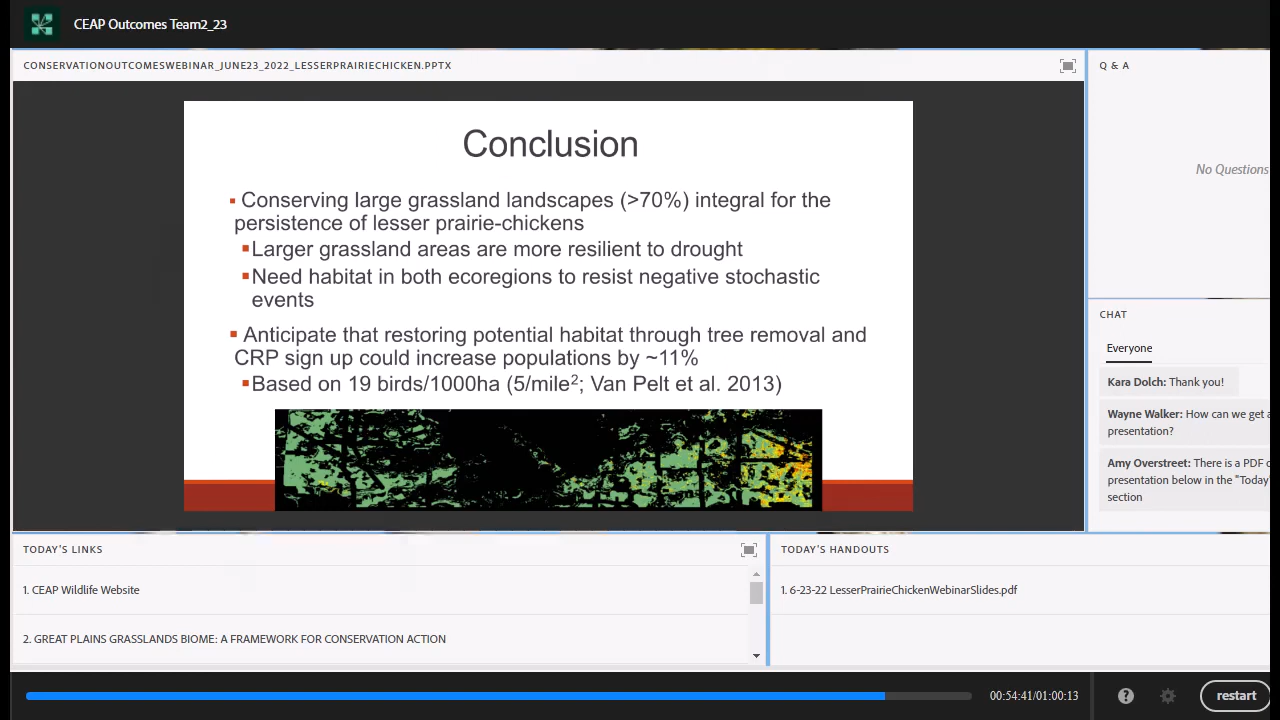 CEAP Outcomes Team2_23
CONSERVATIONOUTCOMESWEBINAR_JUNE23_2022_LESSERPRAIRIECHICKEN.PPTX
Conclusion
▪ Conserving large grassland landscapes (>70%) integral for the
persistence of lesser prairie-chickens
▪Larger grassland areas are more resilient to drought
▪Need habitat in both ecoregions to resist negative stochastic
events
▪ Anticipate that restoring potential habitat through tree removal and
CRP sign up could increase populations by ~11%
▪Based on 19 birds/1000ha (5/mile²; Van Pelt et al. 2013)
Q & A
No Questions
CHAT
Everyone
Kara Dolch: Thank you!
Wayne Walker: How can we get a
presentation?
Amy Overstreet: There is a PDF
presentation below in the "Today
section
TODAY'S LINKS
1. CEAP Wildlife Website
2. GREAT PLAINS GRASSLANDS BIOME: A FRAMEWORK FOR CONSERVATION ACTION
TODAY'S HANDOUTS
1. 6-23-22 LesserPrairieChickenWebinarSlides.pdf
00:54:41/01:00:13
?
restart